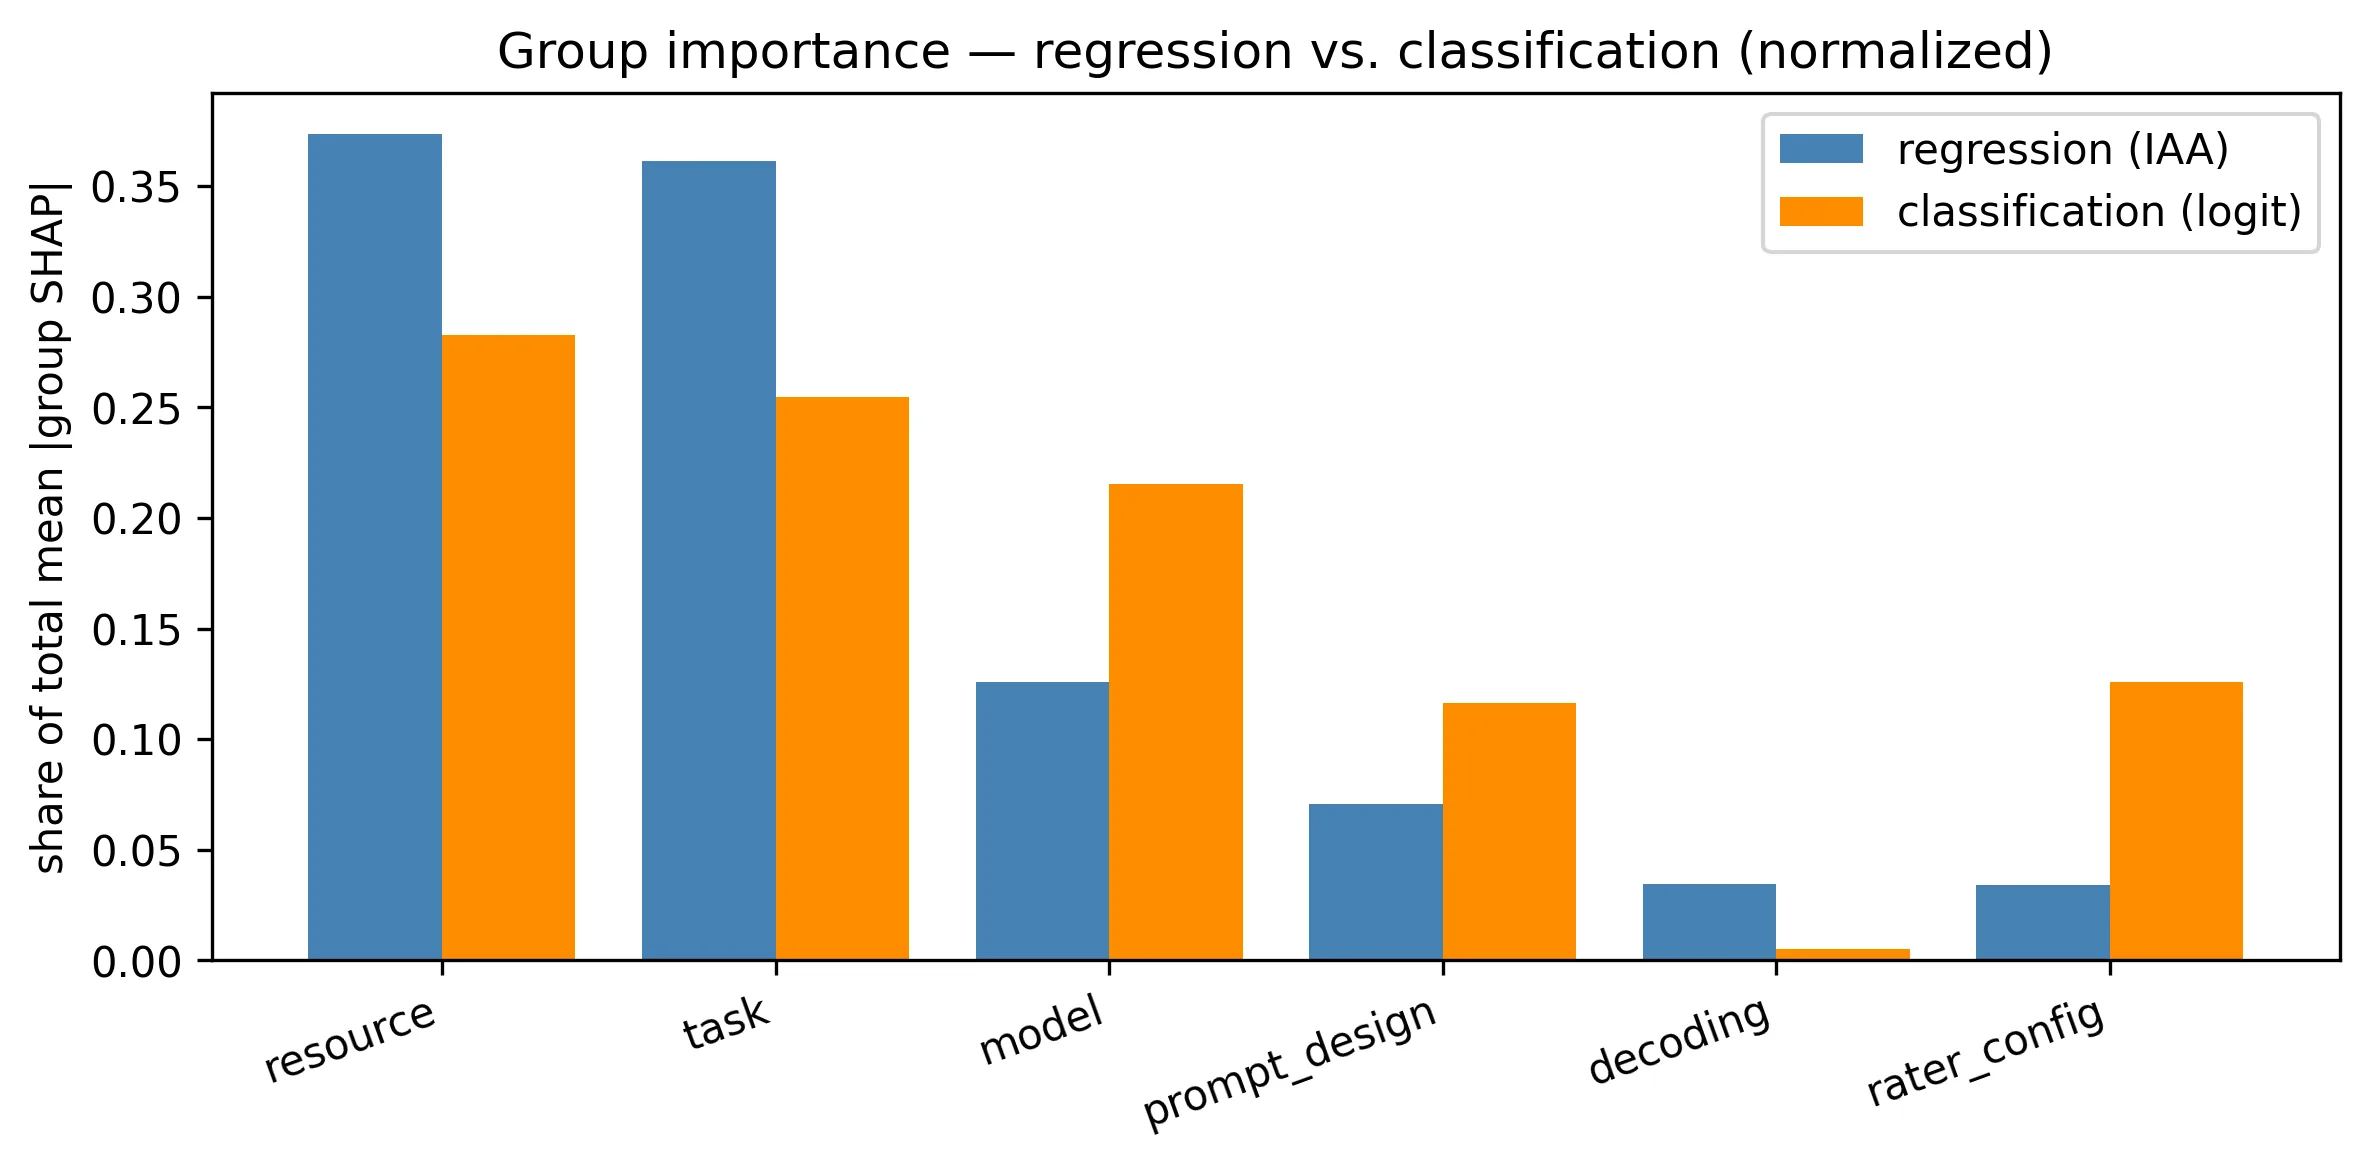 Group importance — regression vs. classification (normalized)
regression (IAA)
classification (logit)
share of total mean |group SHAP|
0.35
0.30
0.25
0.20
0.15
0.10
0.05
0.00
resource
task
model
prompt_design
decoding
rater_config